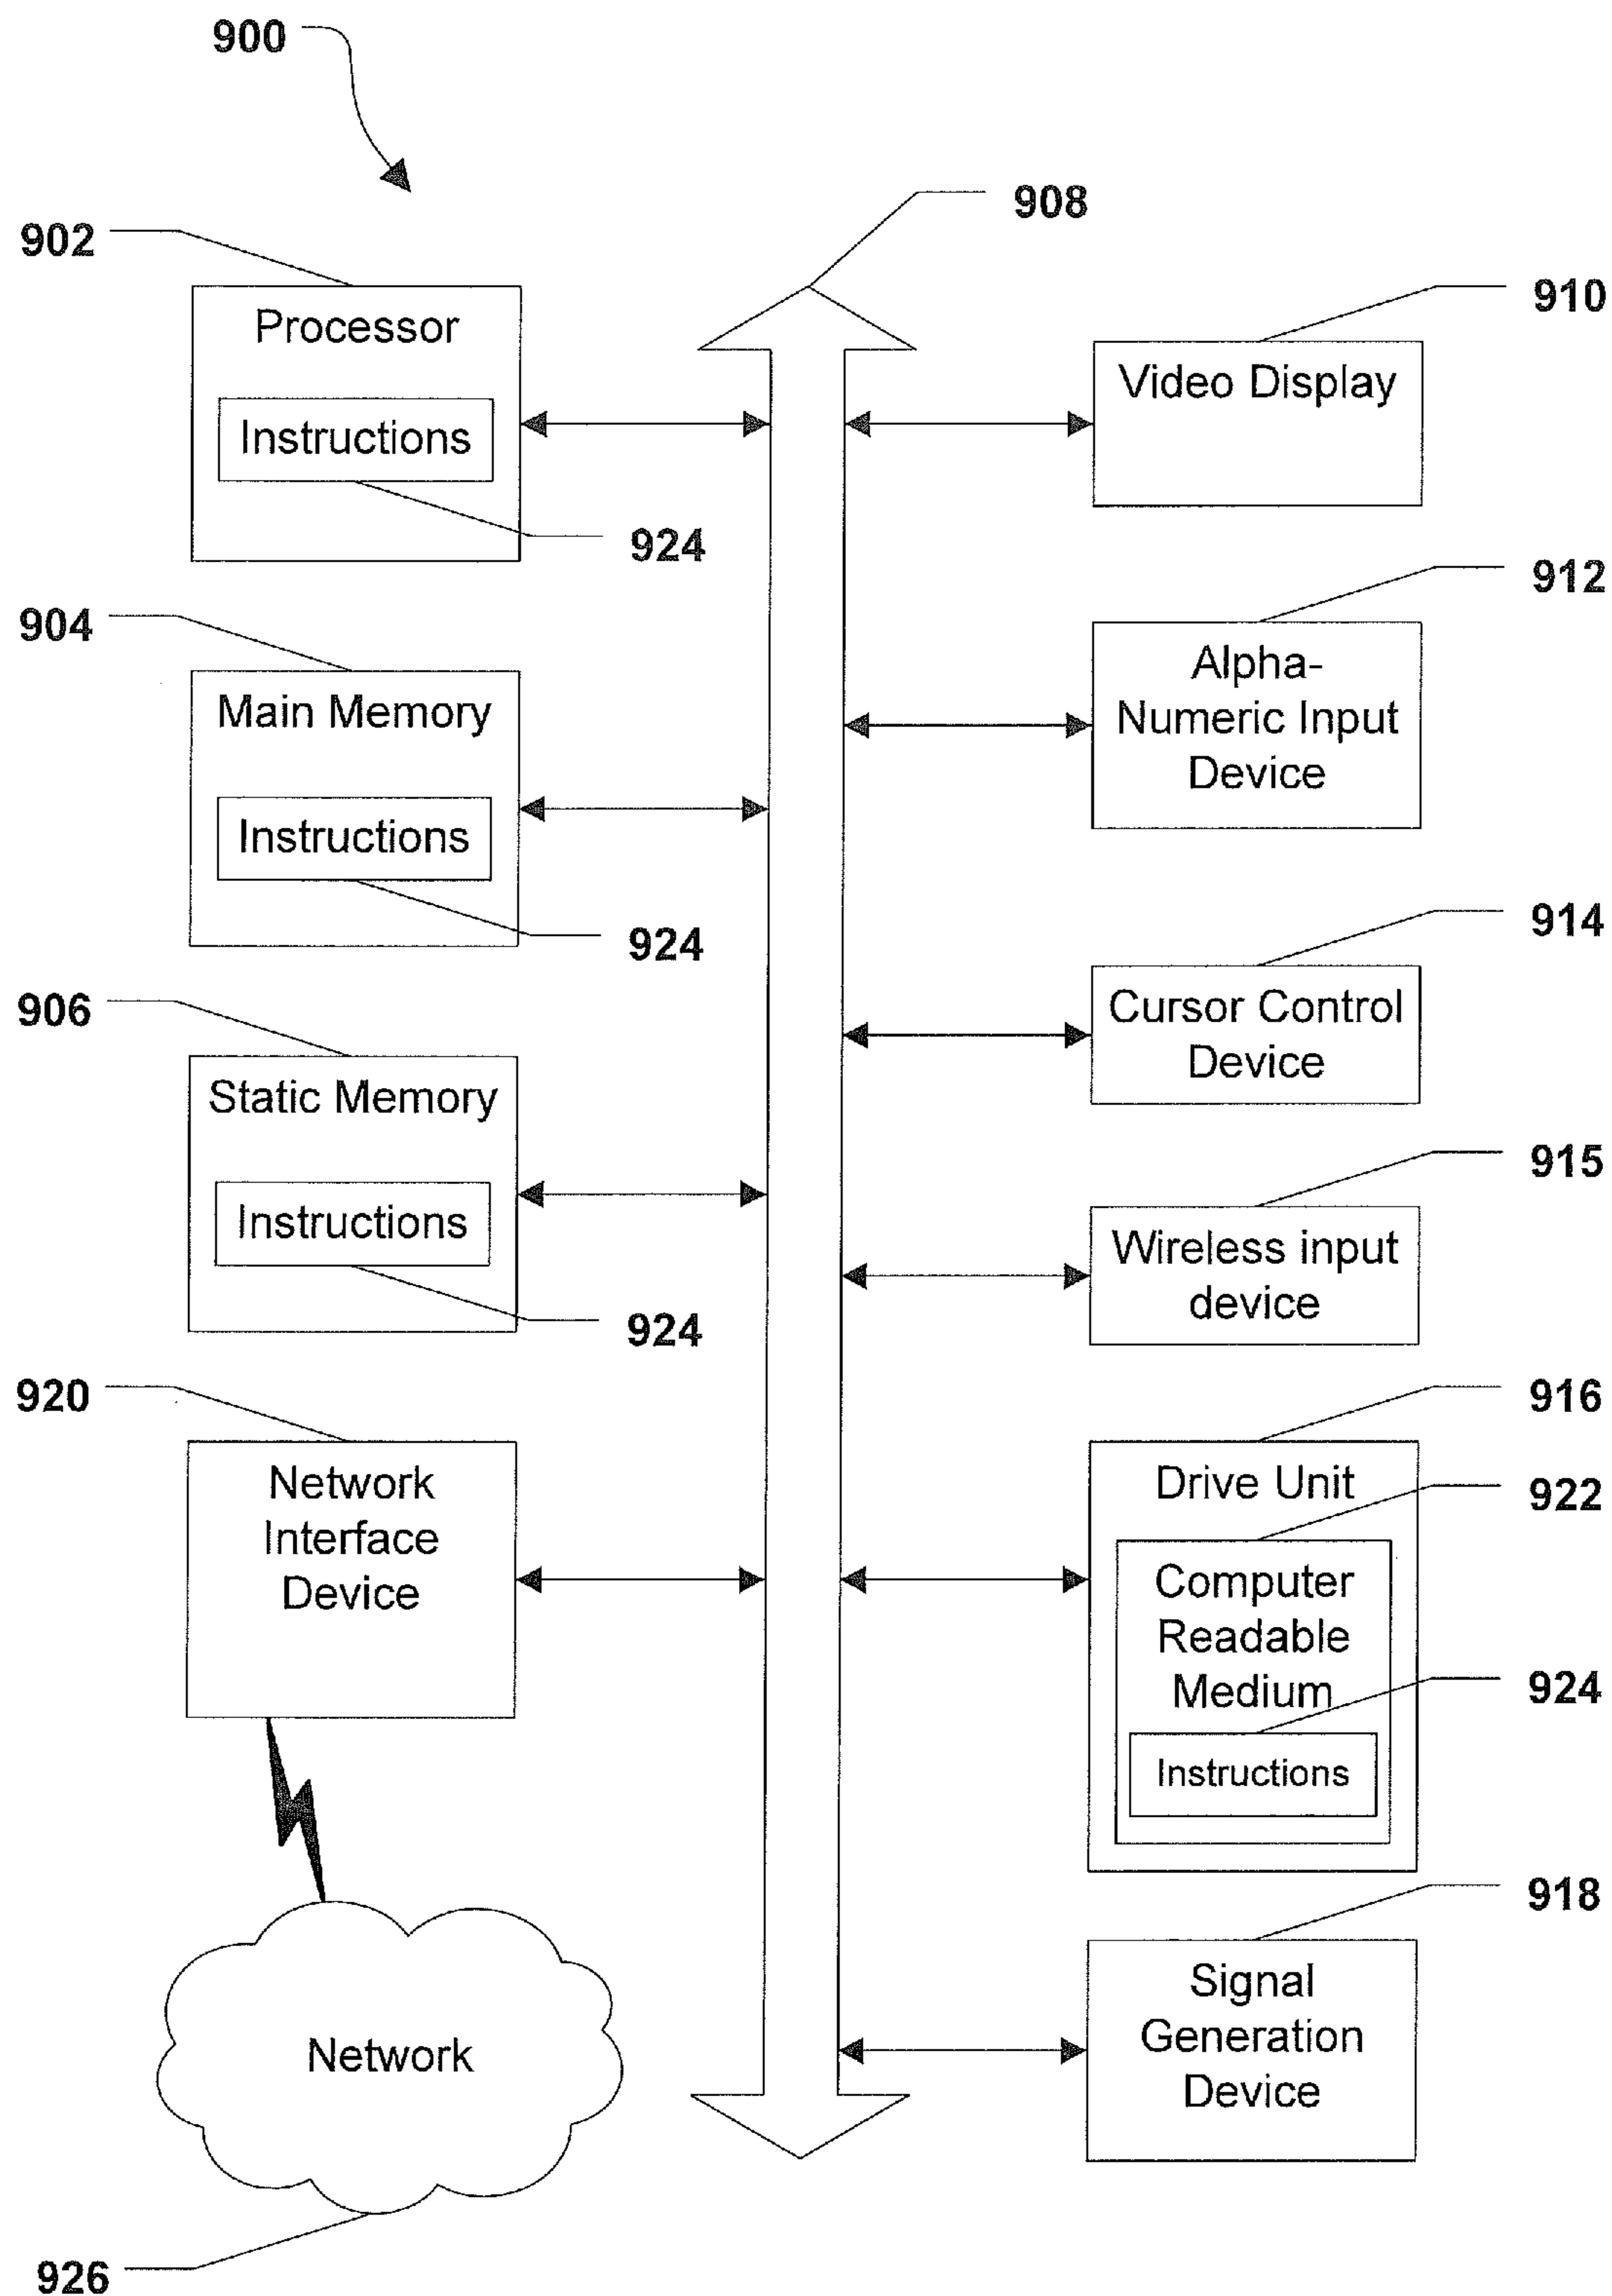 900
908
902
Processor
Instructions
924
910
Video Display
904
Main Memory
Instructions
924
912
Alpha-
Numeric Input
Device
906
Static Memory
Instructions
924
914
Cursor Control
Device
915
Wireless input
device
920
Network
Interface
Device
916
Drive Unit
922
Computer
Readable
Medium
924
Instructions
918
Signal
Generation
Device
Network
926